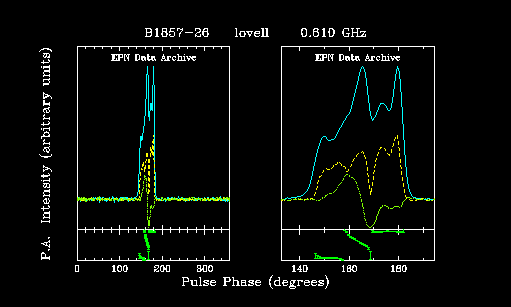 B1857-26 lovell 0.610 GHz
EPN Data Archive EPN Data Archive
P.A. Intensity (arbitrary units)
0 100 200 300 140 160 180
Pulse Phase (degrees)